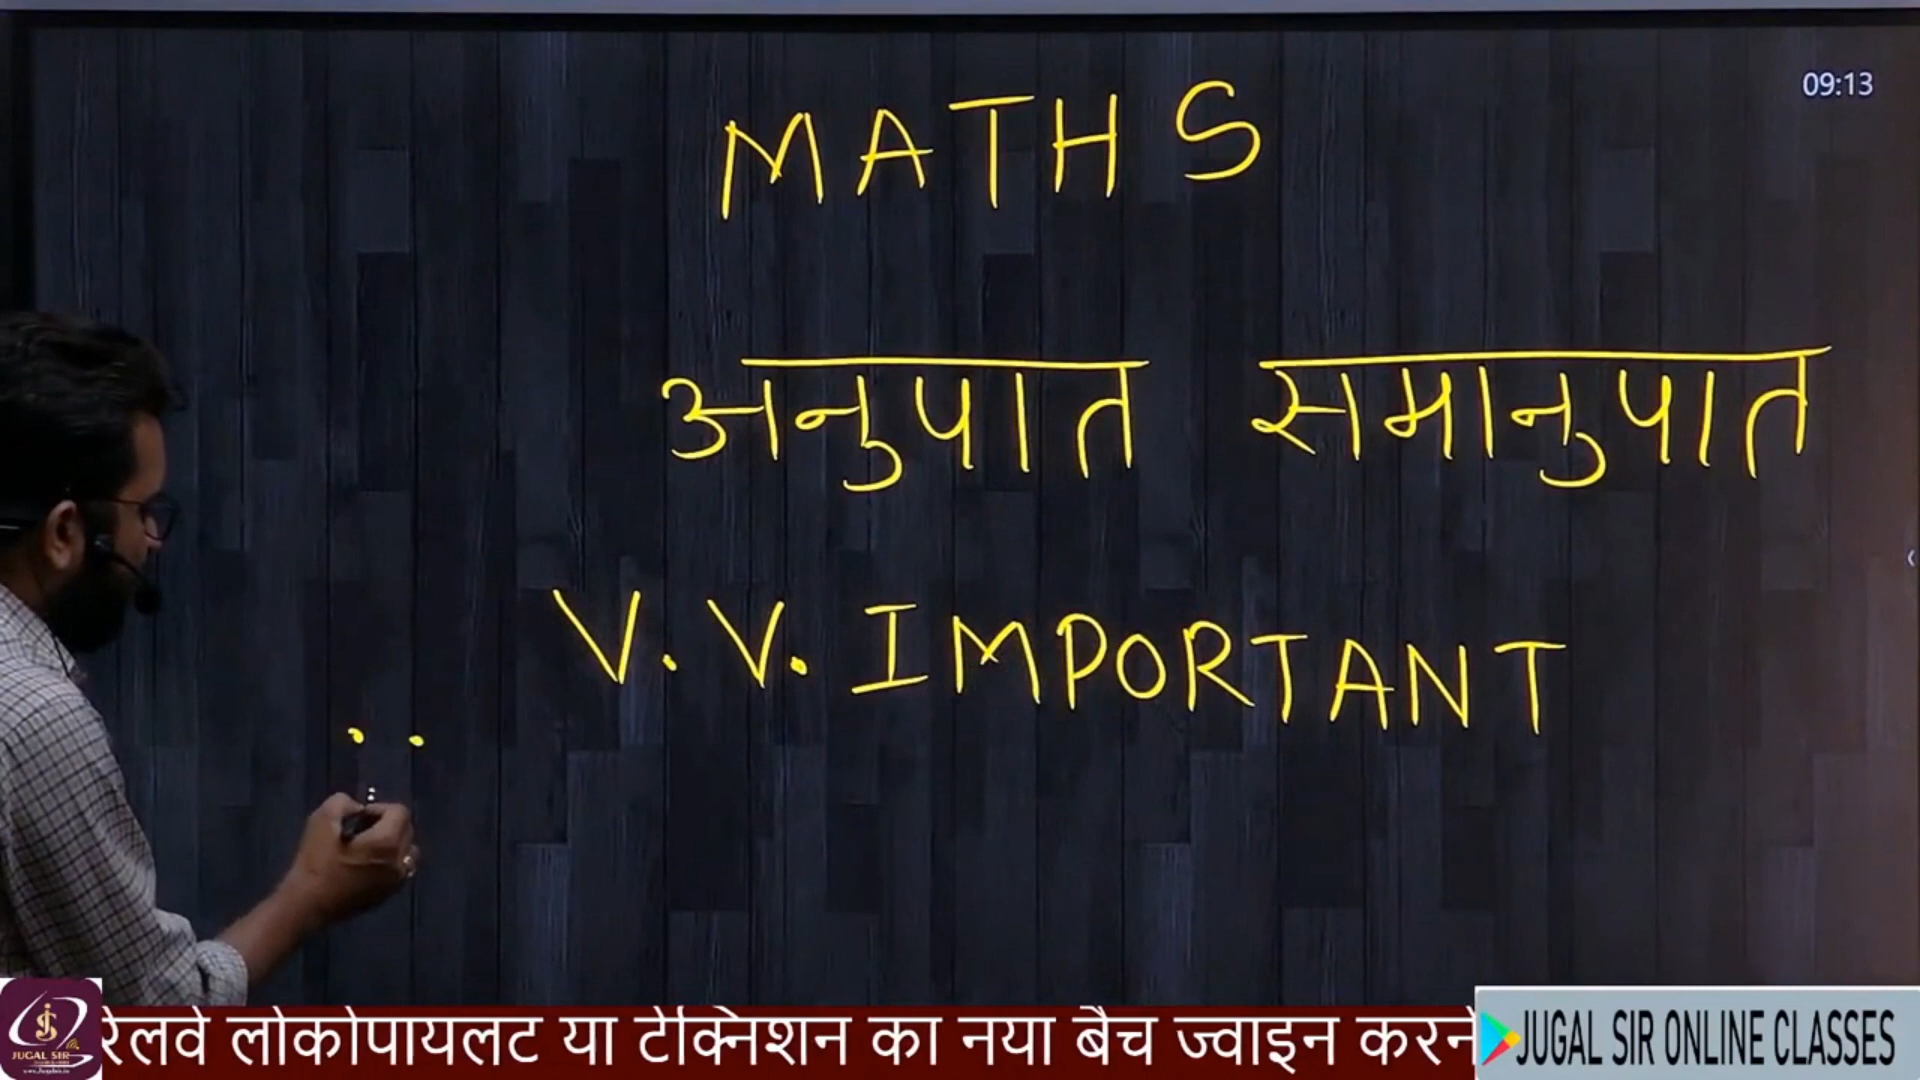 09:13
MATHS
अनुपात समानुपात
V. V. IMPORTANT
रेलवे लोकोपायलट या टेक्निशन का नया बैच ज्वाइन करने
JUGAL SIR ONLINE CLASSES
JUGAL SIR